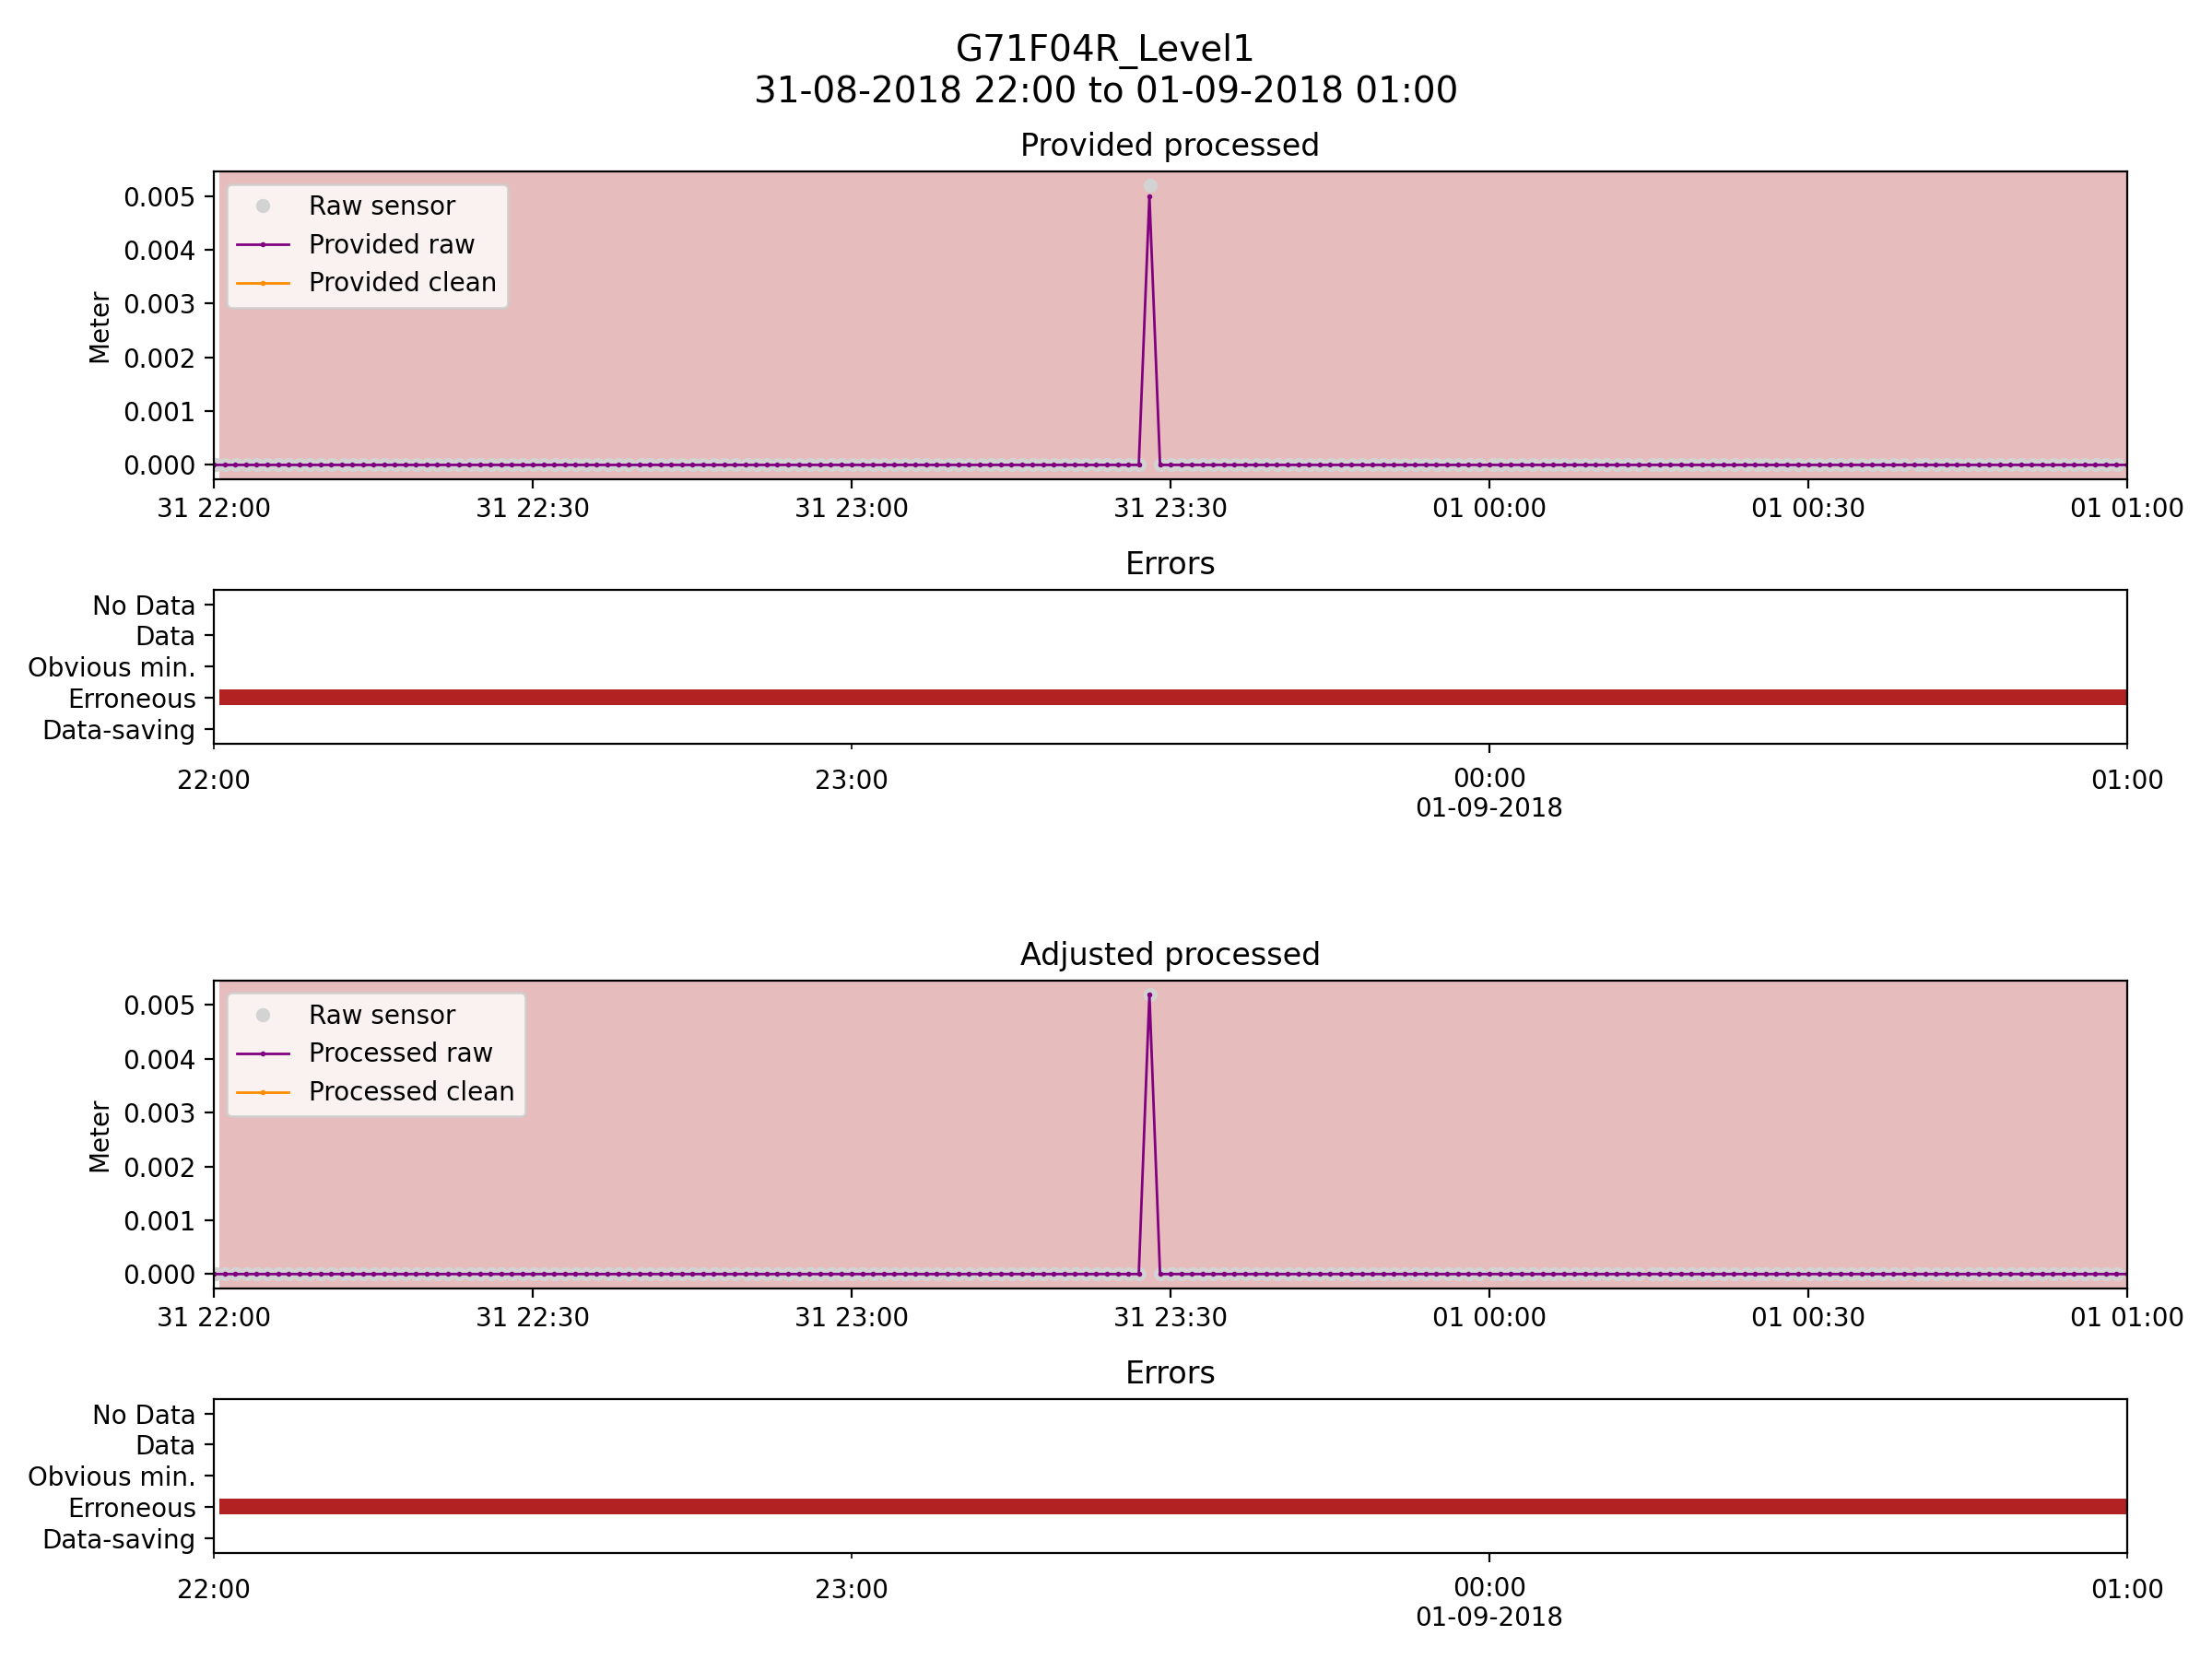 G71F04R_Level1
31-08-2018 22:00 to 01-09-2018 01:00
Provided processed
Meter
0.005
0.004
0.003
0.002
0.001
0.000
Raw sensor
Provided raw
Provided clean
31 22:00 31 22:30 31 23:00 31 23:30 01 00:00 01 00:30 01 01:00
Errors
No Data
Data
Obvious min.
Erroneous
Data-saving
22:00 23:00 00:00 01:00
01-09-2018
Adjusted processed
Meter
0.005
0.004
0.003
0.002
0.001
0.000
Raw sensor
Processed raw
Processed clean
31 22:00 31 22:30 31 23:00 31 23:30 01 00:00 01 00:30 01 01:00
Errors
No Data
Data
Obvious min.
Erroneous
Data-saving
22:00 23:00 00:00 01:00
01-09-2018